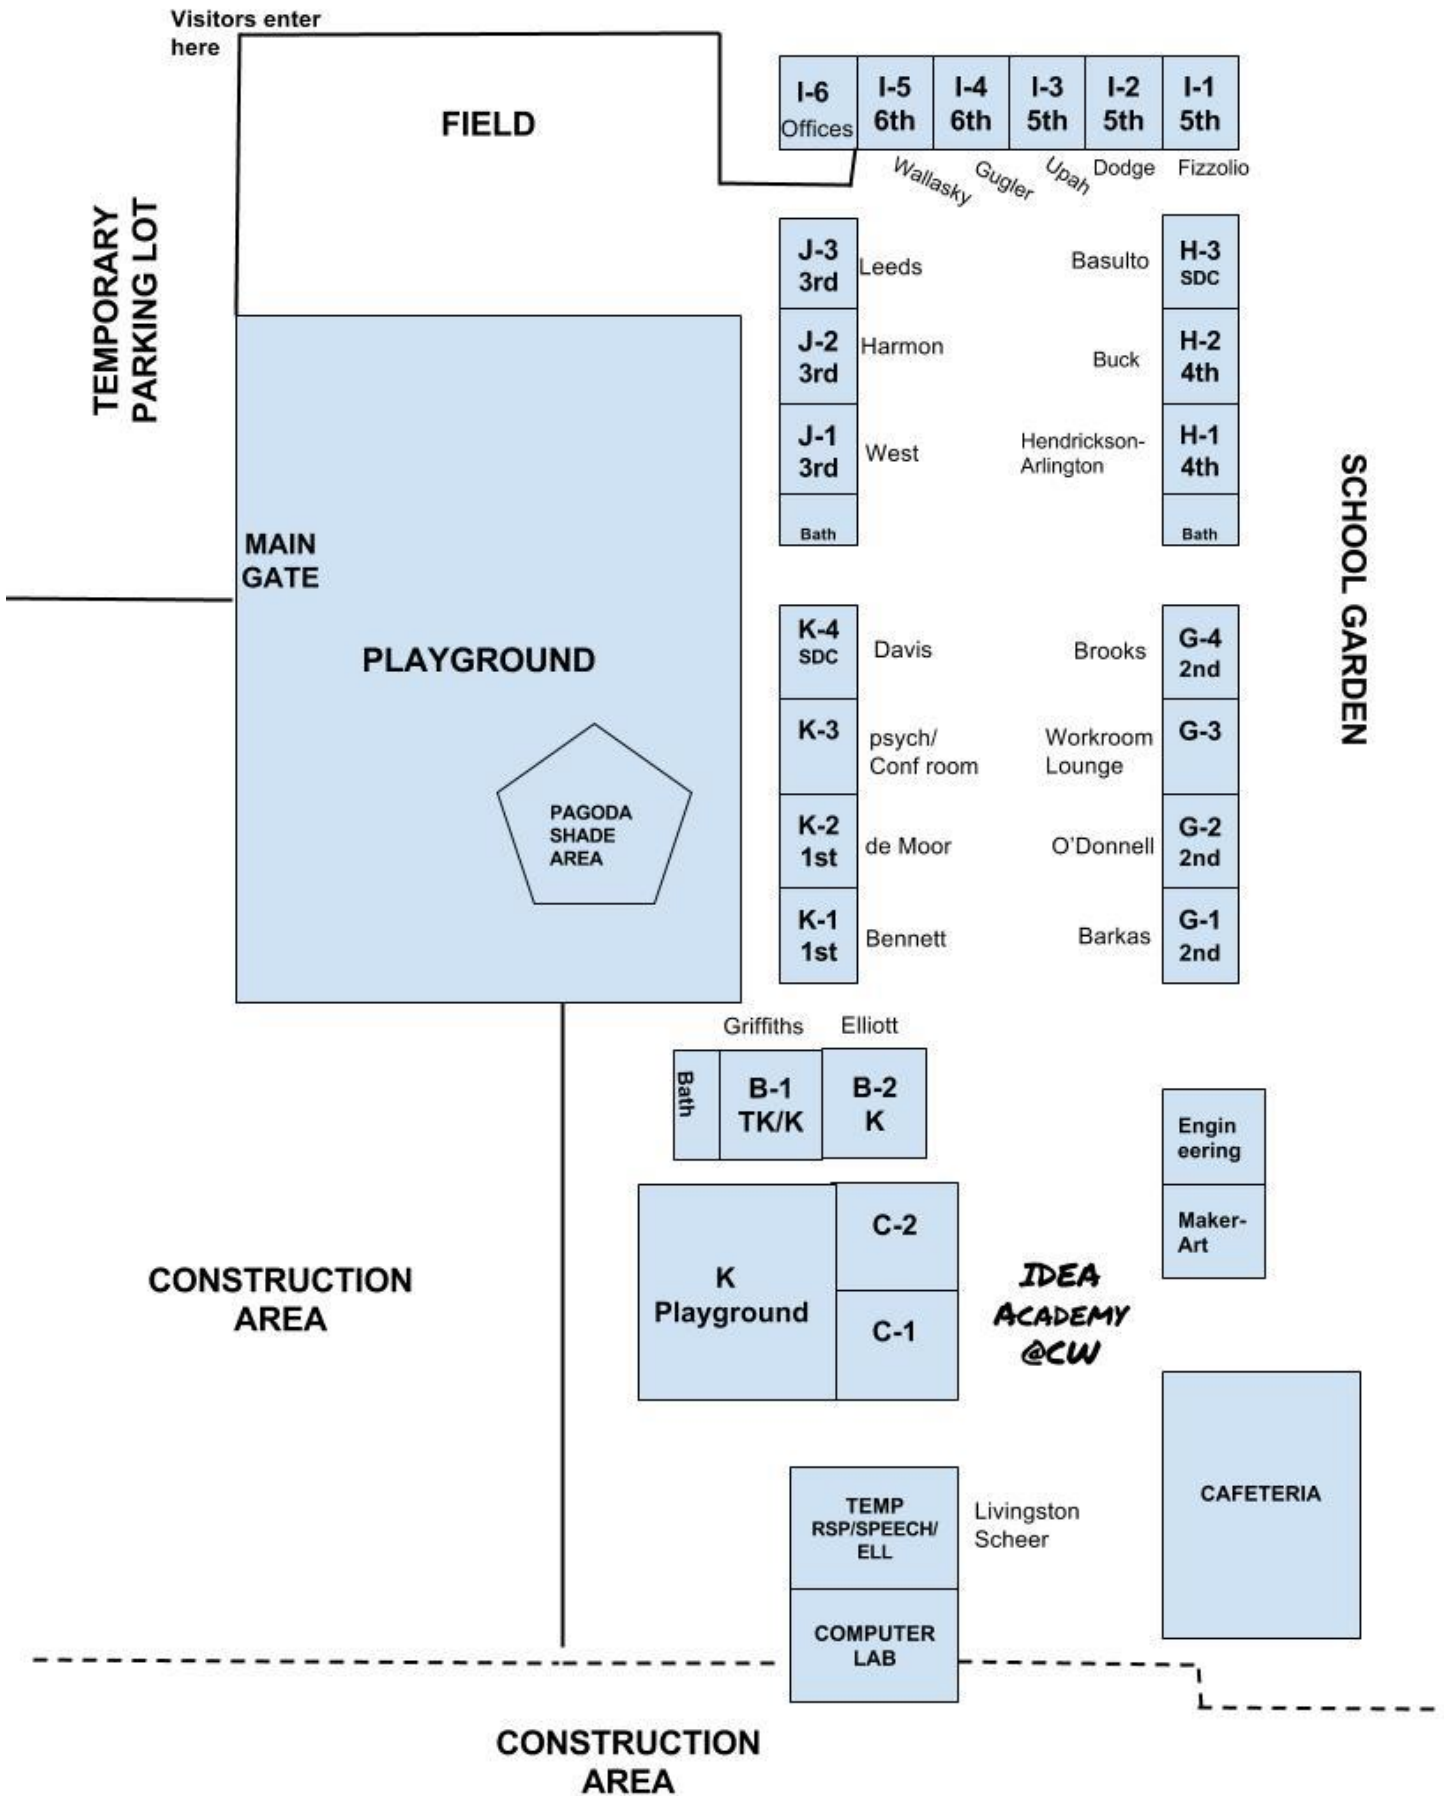 Visitors enter
here
FIELD
TEMPORARY
PARKING LOT
I-6
Offices
I-5
6th
I-4
6th
I-3
5th
I-2
5th
I-1
5th
Wallasky
Gugler
Upah
Dodge
Fizzolio
J-3
3rd
Leeds
Basulto
H-3
SDC
J-2
3rd
Harmon
Buck
H-2
4th
J-1
3rd
West
Hendrickson-
Arlington
H-1
4th
Bath
Bath
SCHOOL GARDEN
MAIN
GATE
PLAYGROUND
PAGODA
SHADE
AREA
K-4
SDC
Davis
Brooks
G-4
2nd
K-3
psych/
Conf room
Workroom
Lounge
G-3
K-2
1st
de Moor
O'Donnell
G-2
2nd
K-1
1st
Bennett
Barkas
G-1
2nd
Griffiths
Elliott
Bath
B-1
TK/K
B-2
K
Engin
eering
Maker-
Art
K
Playground
C-2
C-1
IDEA
ACADEMY
@CW
CONSTRUCTION
AREA
TEMP
RSP/SPEECH/
ELL
Livingston
Scheer
CAFETERIA
COMPUTER
LAB
CONSTRUCTION
AREA